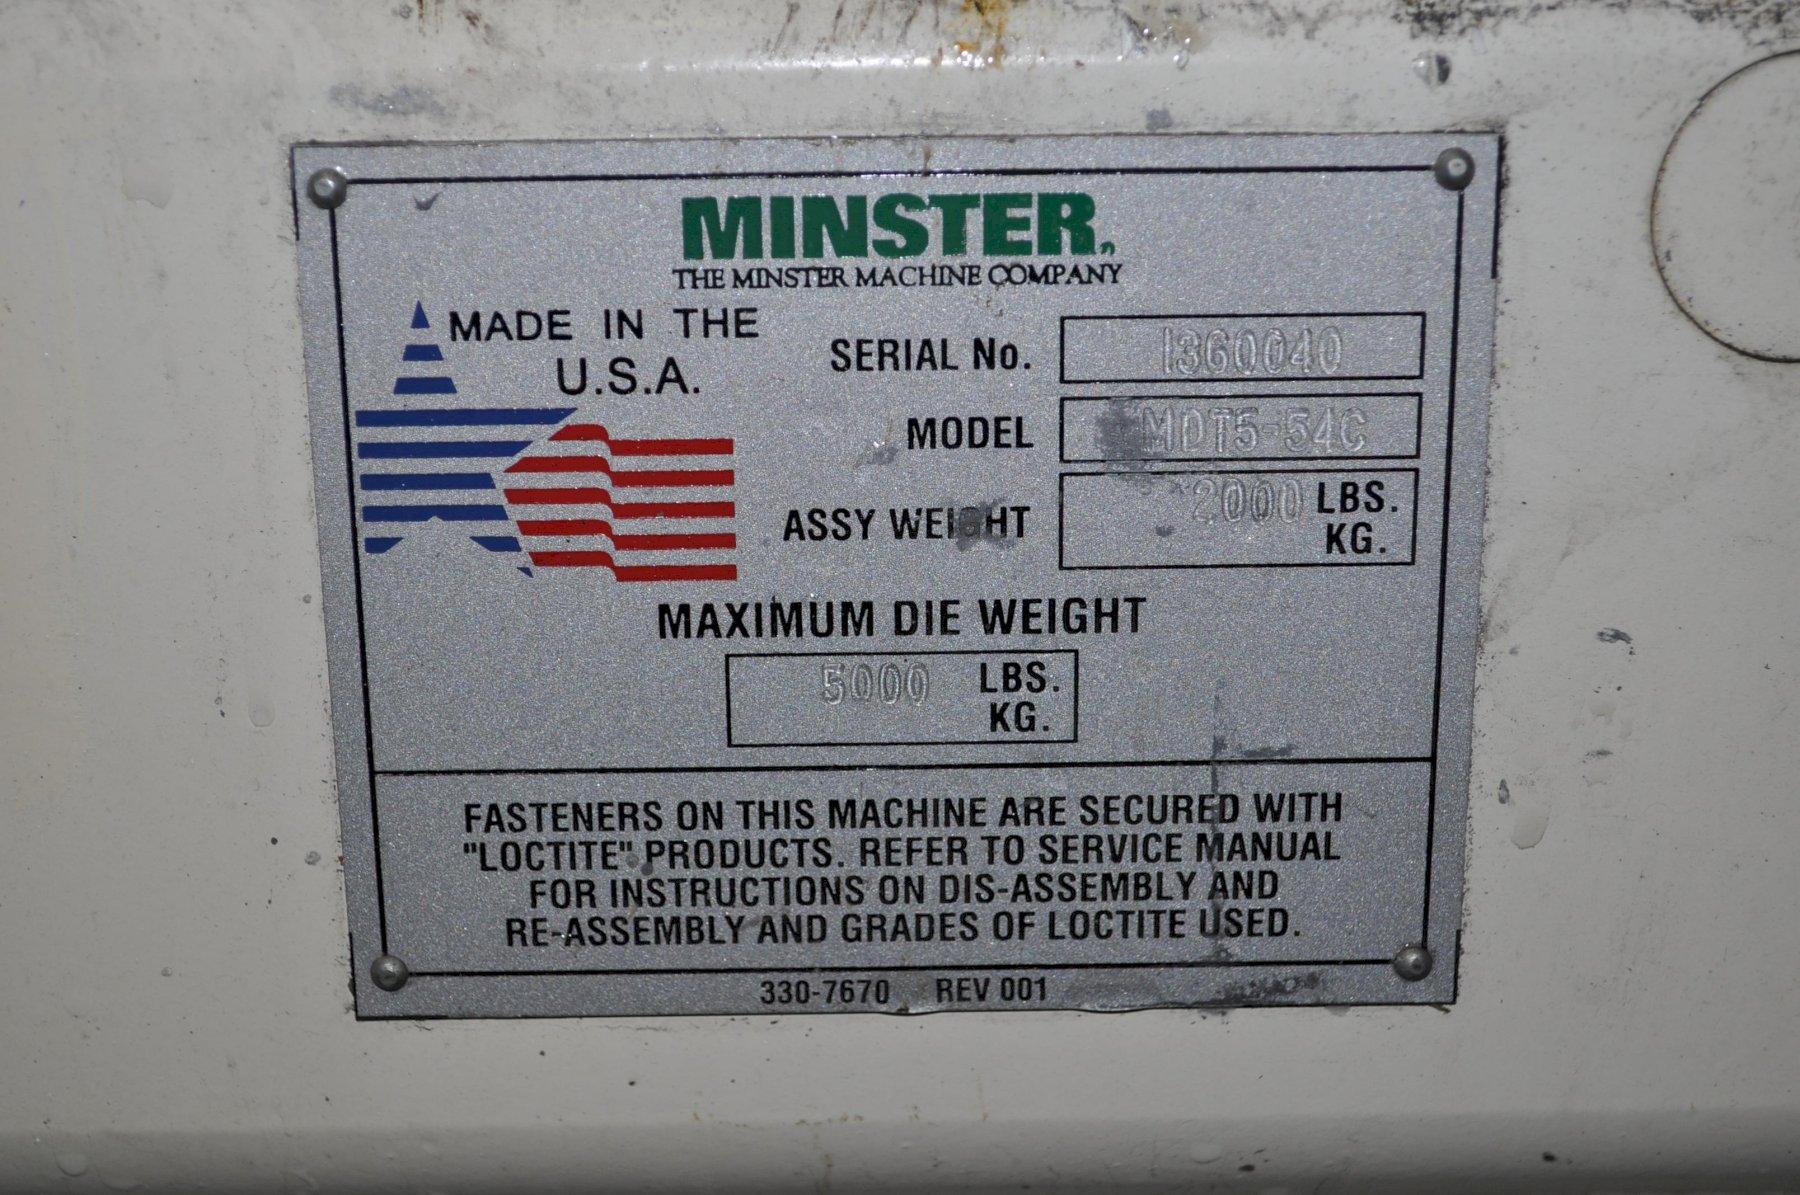 MINSTER
THE MINSTER MACHINE COMPANY
MADE IN THE
U.S.A.
SERIAL No. 1360040
MODEL MDT5-54C
ASSY WEIGHT 2000 LBS.
KG.
MAXIMUM DIE WEIGHT
5000 LBS.
KG.
FASTENERS ON THIS MACHINE ARE SECURED WITH
"LOCTITE" PRODUCTS. REFER TO SERVICE MANUAL
FOR INSTRUCTIONS ON DIS-ASSEMBLY AND
RE-ASSEMBLY AND GRADES OF LOCTITE USED.
330-7670 REV 001